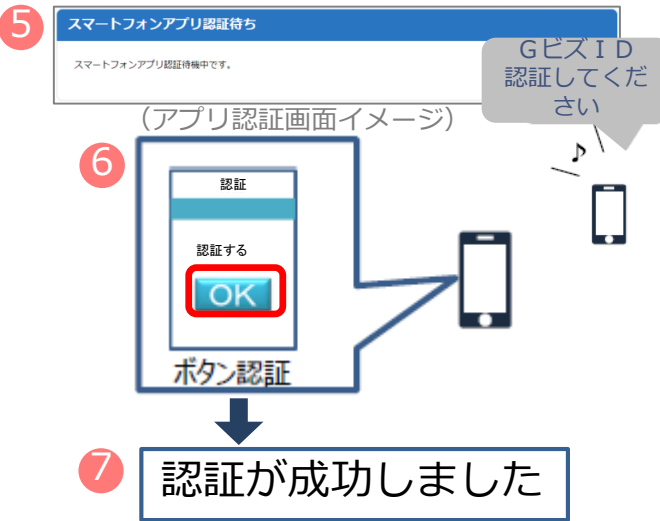 5
スマートフォンアプリ認証待ち
スマートフォンアプリ認証待機中です。
GビズID
認証してくだ
さい
（アプリ認証画面イメージ）
♪
6
認証
認証する
OK
ボタン認証
7
認証が成功しました